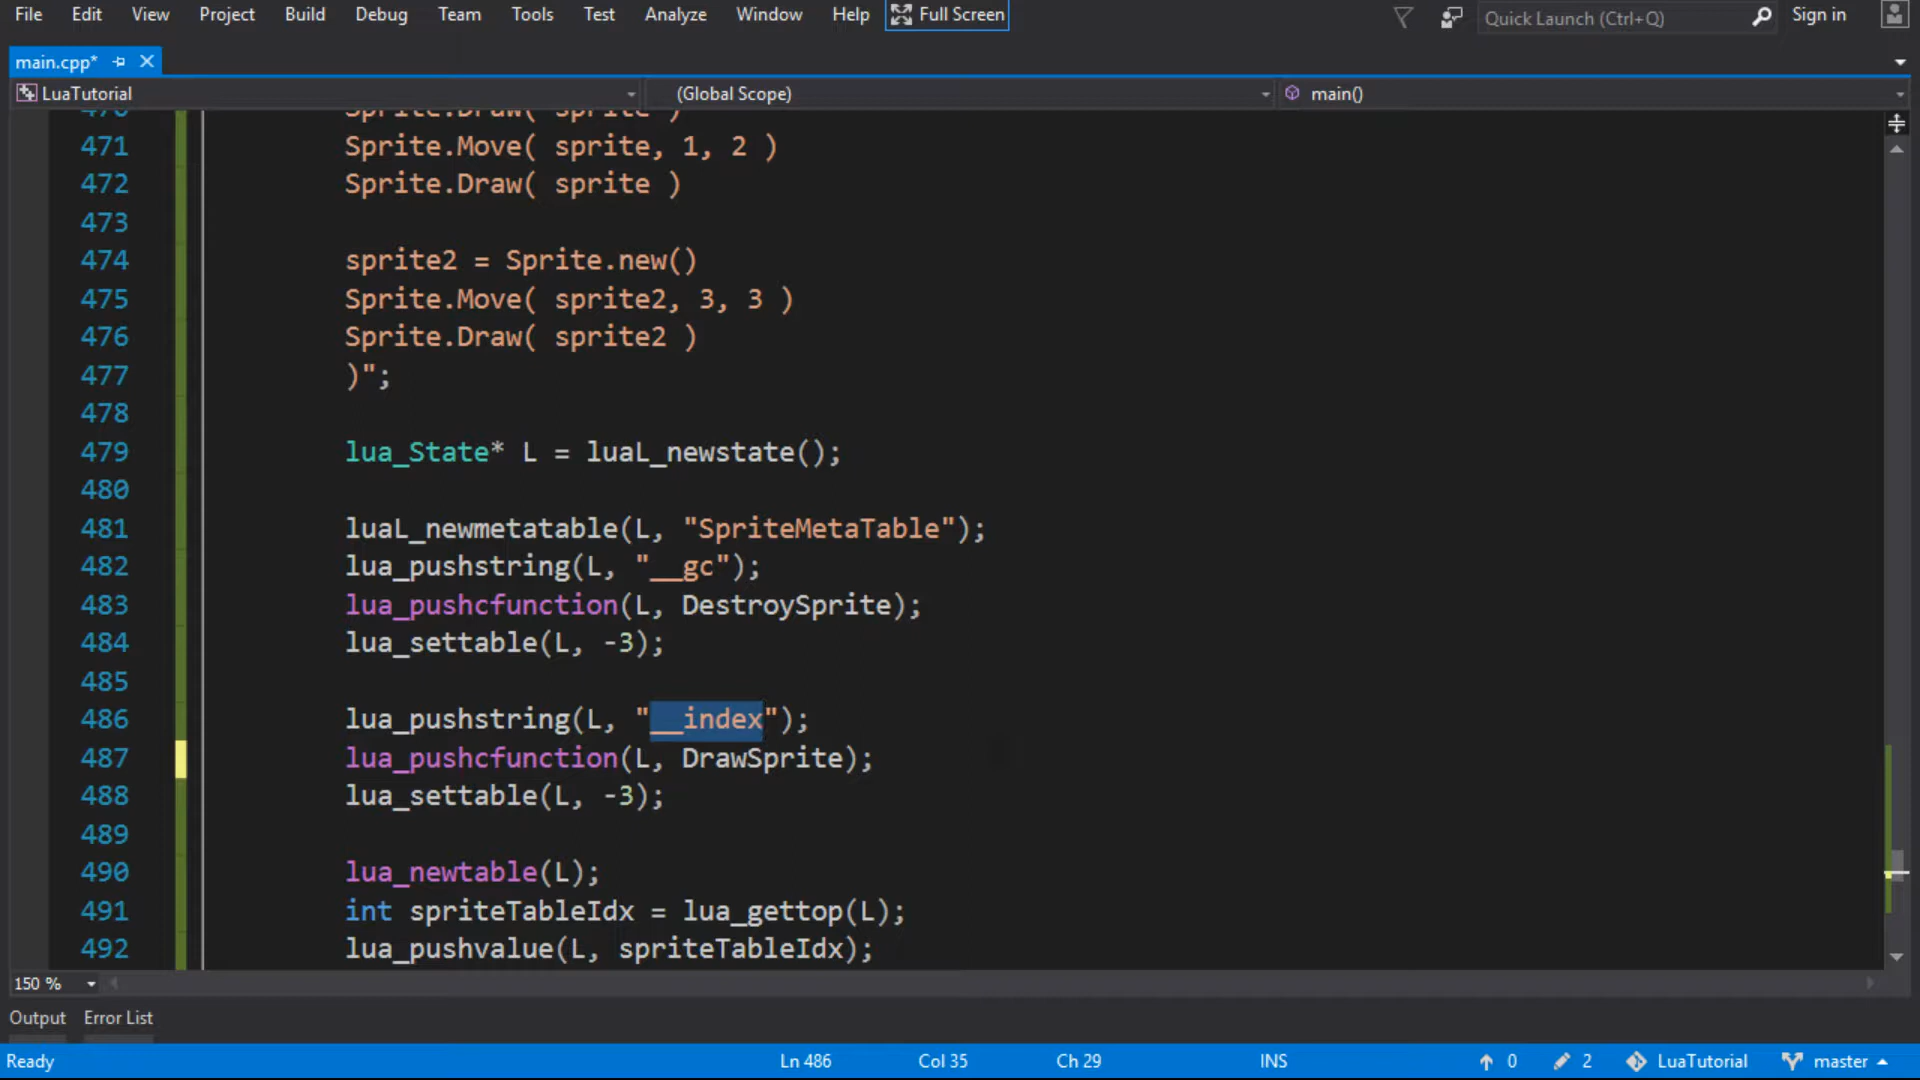 File Edit View Project Build Debug Team Tools Test Analyze Window Help Full Screen Quick Launch (Ctrl+Q) Sign in
main.cpp*
LuaTutorial (Global Scope) main()
470 Sprite.Draw( sprite )
471 Sprite.Move( sprite, 1, 2 )
472 Sprite.Draw( sprite )
473
474 sprite2 = Sprite.new()
475 Sprite.Move( sprite2, 3, 3 )
476 Sprite.Draw( sprite2 )
477 )";
478
479 lua_State* L = luaL_newstate();
480
481 luaL_newmetatable(L, "SpriteMetaTable");
482 lua_pushstring(L, "__gc");
483 lua_pushcfunction(L, DestroySprite);
484 lua_settable(L, -3);
485
486 lua_pushstring(L, "__index");
487 lua_pushcfunction(L, DrawSprite);
488 lua_settable(L, -3);
489
490 lua_newtable(L);
491 int spriteTableIdx = lua_gettop(L);
492 lua_pushvalue(L, spriteTableIdx);
150 %
Output Error List
Ready Ln 486 Col 35 Ch 29 INS 0 2 LuaTutorial master